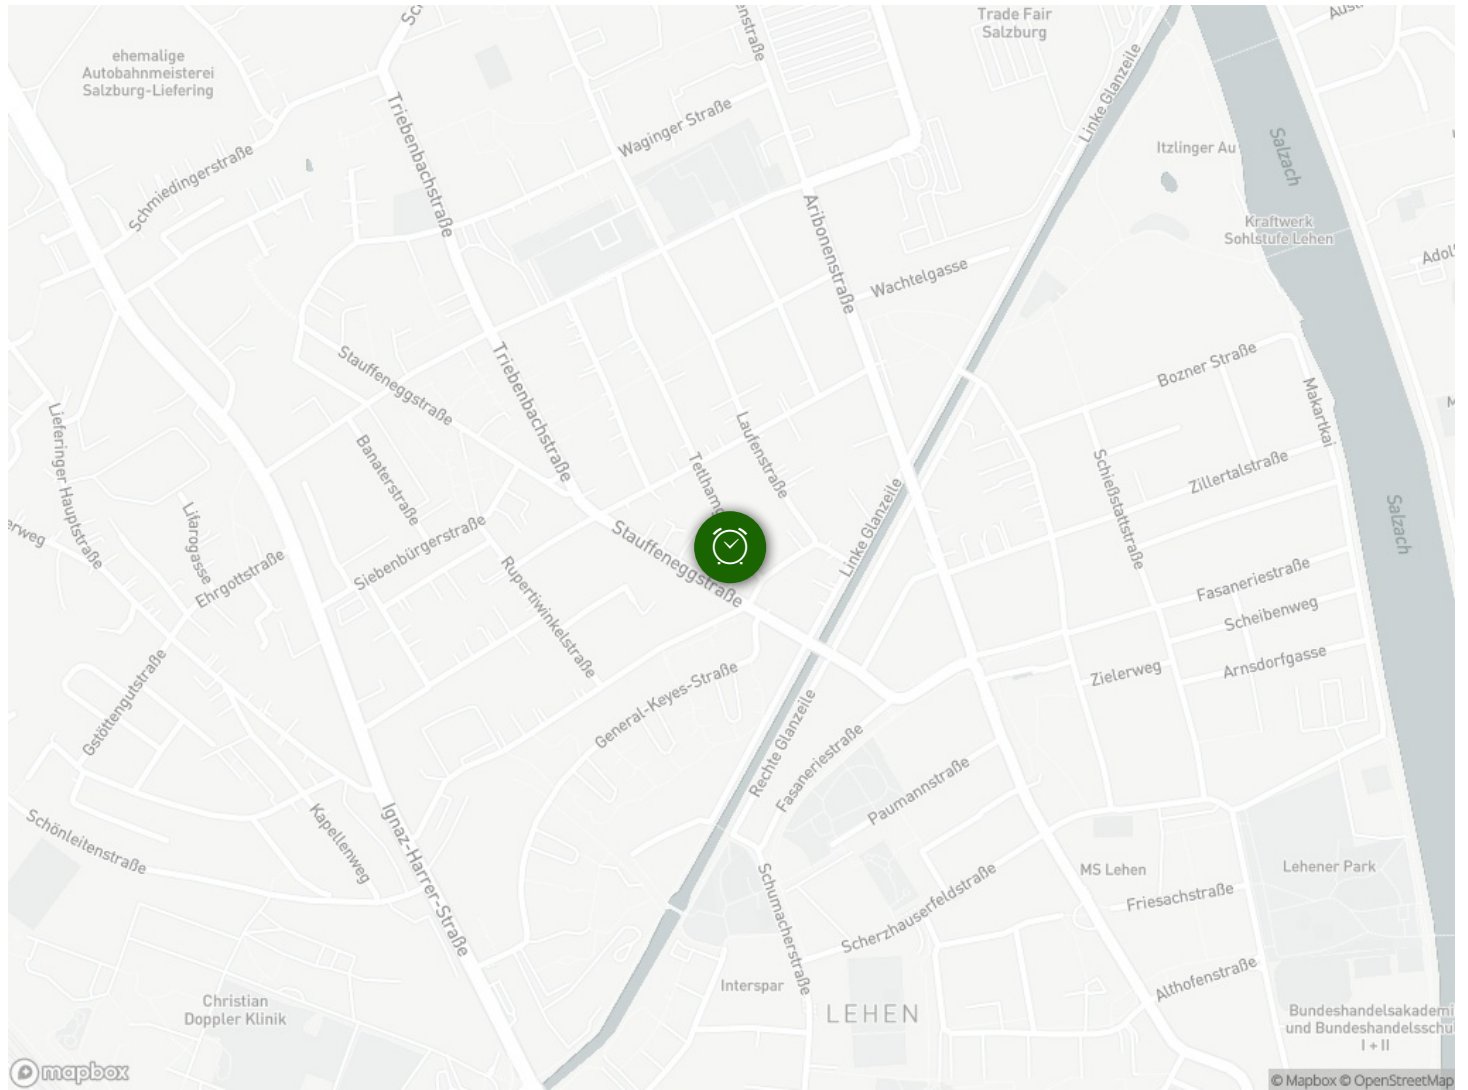 Trade Fair
Salzburg
ehemalige
Autobahnmeisterei
Salzburg-Liefering
Linke Glanzeile
Triebenbachstraße
Waginger Straße
Schmiedingerstraße
Itzlinger Au
Salzach
Kraftwerk
Sohlstufe Lehen
Aribonenstraße
Wachtelgasse
Stauffeneggstraße
Triebenbachstraße
Bozner Straße
Makartkai
Lieferinger Hauptstraße
Banaterstraße
Laufenstraße
Schießstattstraße
Zillertalstraße
Lifarogasse
Siebenbürgerstraße
Linke Glanzeile
Salzach
Stauffeneggstraße
Ehrgottstraße
Rupertiwinkelstraße
Fasaneriestraße
Scheibenweg
Zielerweg
Arnsdorfgasse
Gstöttengutstraße
General-Keyes-Straße
Rechte Glanzeile
Fasaneriestraße
Paumannstraße
Schönleitenstraße
Kapellenweg
Ignaz-Harrer-Straße
Schumacherstraße
Scherzhauserfeldstraße
MS Lehen
Lehener Park
Friesachstraße
Interspar
Althofenstraße
Christian
Doppler Klinik
LEHEN
Bundeshandelsakademi
und Bundeshandelsschul
I + II
mapbox
© Mapbox © OpenStreetMap